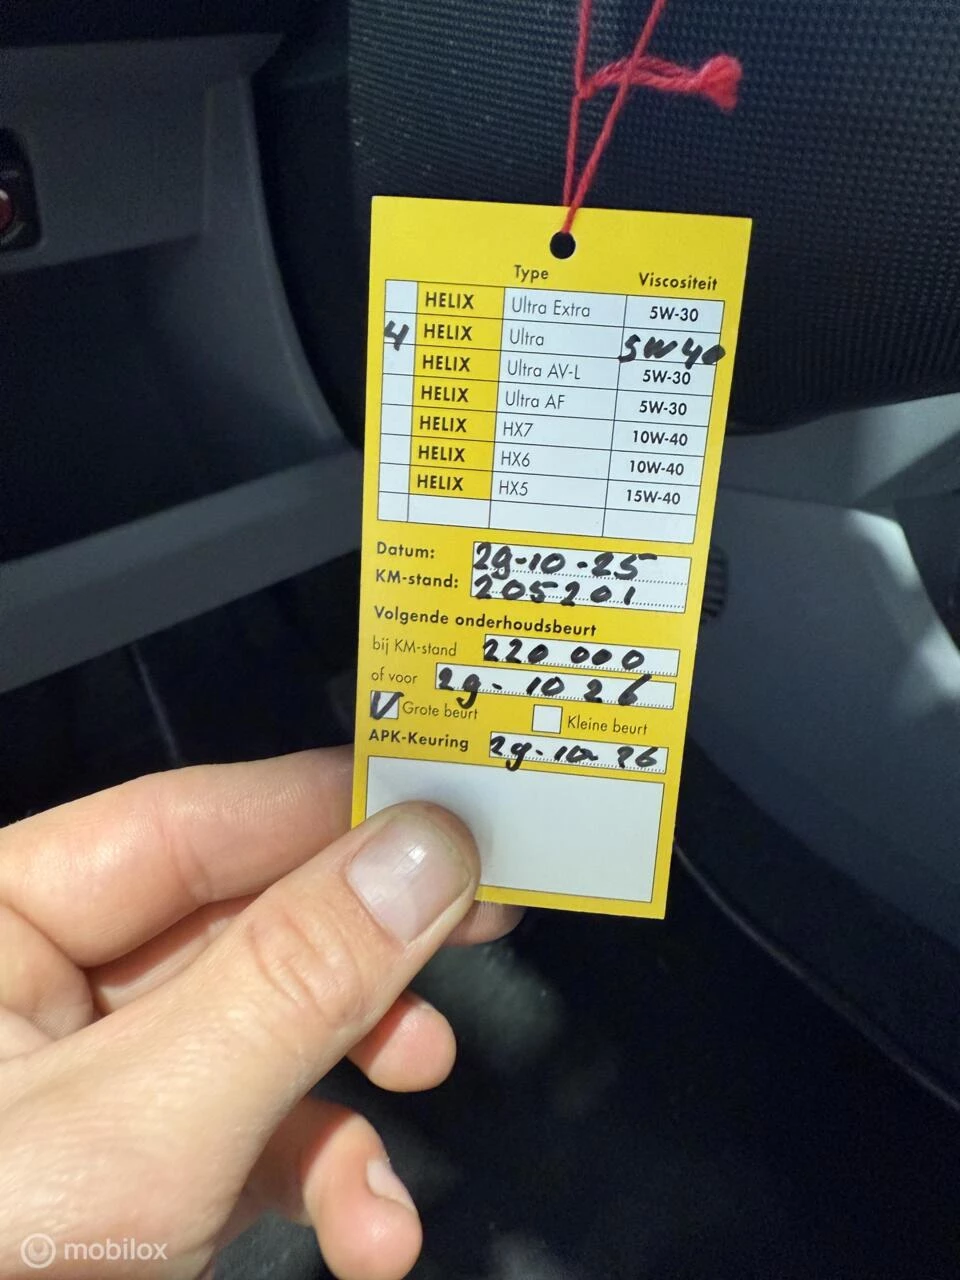 Type Viscositeit
HELIX Ultra Extra 5W-30
4 HELIX Ultra 5W40
HELIX Ultra AV-L 5W-30
HELIX Ultra AF 5W-30
HELIX HX7 10W-40
HELIX HX6 10W-40
HELIX HX5 15W-40
Datum: 29-10-25
KM-stand: 205201
Volgende onderhoudsbeurt
bij KM-stand 220 000
of voor 29-10 26
V Grote beurt Kleine beurt
APK-Keuring 29-10-26
mobilox